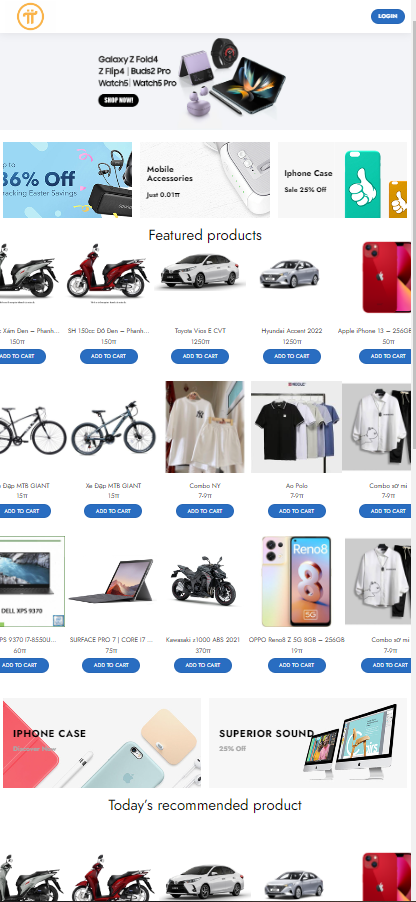 LOGIN
Galaxy Z Fold4
Z Flip4 | Buds2 Pro
Watch5 | Watch5 Pro
SHOP NOW!
36% Off
racking Easter Savings
Mobile
Accessories
Just 0.01π
Iphone Case
Sale 25% Off
Featured products
Xám Đen – Phanh...
SH 150cc Đỏ Đen – Phanh...
Toyota Vios E CVT
Hyundai Accent 2022
Apple iPhone 13 – 256GB
150π
150π
1250π
1250π
50π
ADD TO CART
ADD TO CART
ADD TO CART
ADD TO CART
ADD TO CART
Đạp MTB GIANT
Xe Đạp MTB GIANT
Combo NY
Ao Polo
Combo sơ mi
15π
15π
7-9π
7-9π
7-9π
ADD TO CART
ADD TO CART
ADD TO CART
ADD TO CART
ADD TO CART
DELL XPS 9370
Reno8
5G
PS 9370 I7-8550U...
SURFACE PRO 7 | CORE I7 ...
Kawasaki z1000 ABS 2021
OPPO Reno8 Z 5G 8GB – 256GB
Combo sơ mi
60π
75π
370π
19π
7-9π
ADD TO CART
ADD TO CART
ADD TO CART
ADD TO CART
ADD TO CART
IPHONE CASE
Discover Now
SUPERIOR SOUND
25% Off
Today's recommended product